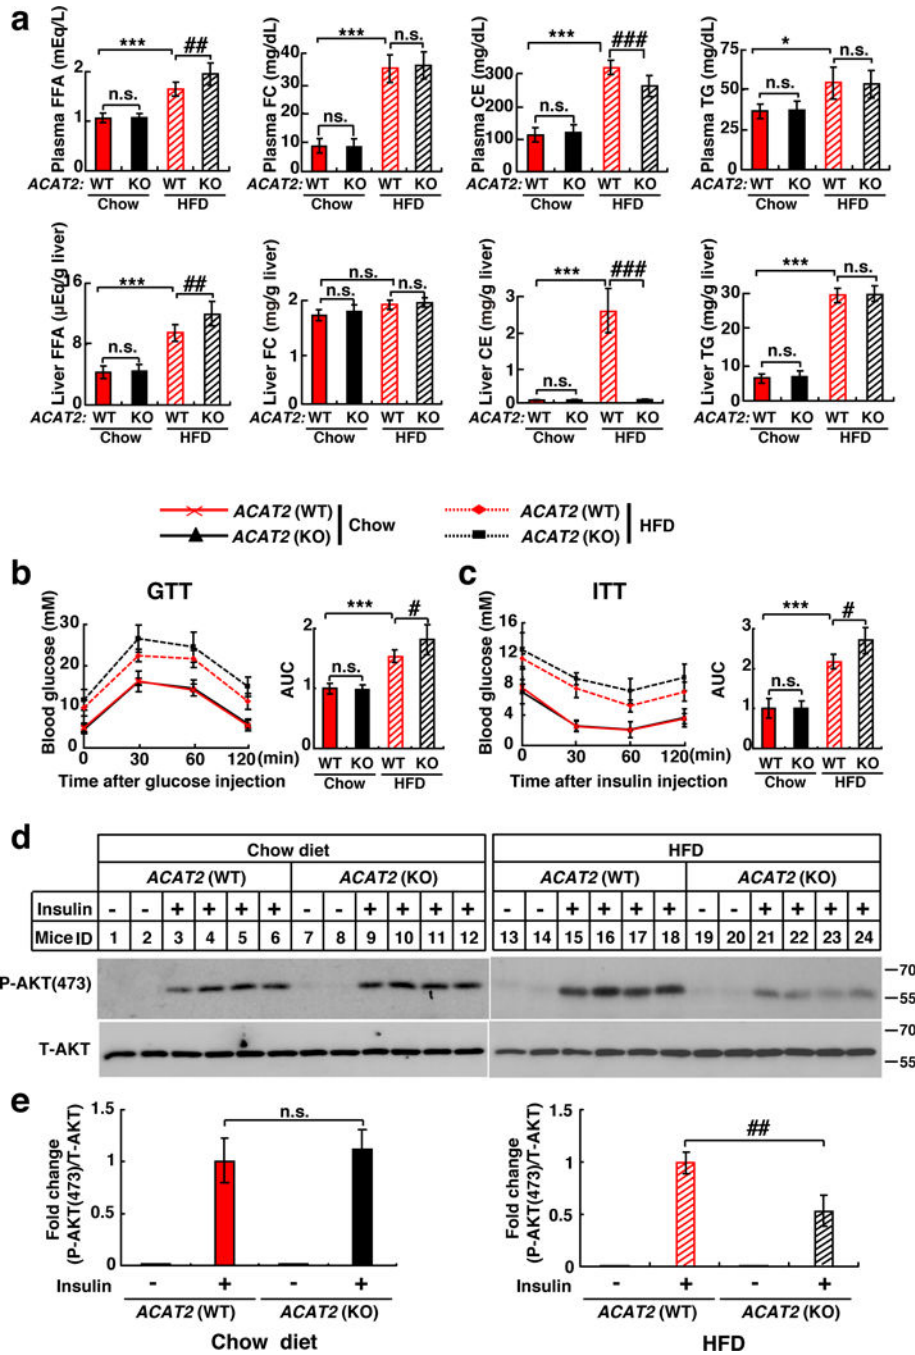 a
Plasma FFA (mEq/L)
2
1
0
***
##
n.s.
ACAT2: WT KO WT KO
Chow HFD
Plasma FC (mg/dL)
40
30
20
10
0
***
n.s.
ns.
WT KO WT KO
Chow HFD
Plasma CE (mg/dL)
300
200
100
0
***
###
n.s.
ACAT2: WT KO WT KO
Chow HFD
Plasma TG (mg/dL)
75
50
25
0
*
n.s.
n.s.
ACAT2: WT KO WT KO
Chow HFD
Liver FFA (μEq/g liver)
16
8
0
***
##
n.s.
ACAT2: WT KO WT KO
Chow HFD
Liver FC (mg/g liver)
2
1
0
n.s.
n.s.
n.s.
WT KO WT KO
Chow HFD
Liver CE (mg/g liver)
3
2
1
0
***
###
n.s.
ACAT2: WT KO WT KO
Chow HFD
Liver TG (mg/g liver)
30
20
10
0
***
n.s.
n.s.
ACAT2: WT KO WT KO
Chow HFD
ACAT2 (WT)
ACAT2 (KO)
Chow
ACAT2 (WT)
ACAT2 (KO)
HFD
b
GTT
Blood glucose (mM)
30
20
10
0
0 30 60 120 (min)
Time after glucose injection
AUC
3
2
1
0
***
#
n.s.
WT KO WT KO
Chow HFD
c
ITT
Blood glucose (mM)
16
12
8
4
0
0 30 60 120 (min)
Time after insulin injection
AUC
3
2
1
0
***
#
n.s.
WT KO WT KO
Chow HFD
d
Chow diet HFD
ACAT2 (WT) ACAT2 (KO) ACAT2 (WT) ACAT2 (KO)
Insulin - - + + + + - - + + + + - - + + + + - - + + + +
Mice ID 1 2 3 4 5 6 7 8 9 10 11 12 13 14 15 16 17 18 19 20 21 22 23 24
P-AKT(473)
70
55
T-AKT
70
55
e
Fold change
(P-AKT(473)/T-AKT)
1.5
1
0.5
0
n.s.
Insulin - + - +
ACAT2 (WT) ACAT2 (KO)
Chow diet
Fold change
(P-AKT(473)/T-AKT)
1.5
1
0.5
0
##
Insulin - + - +
ACAT2 (WT) ACAT2 (KO)
HFD